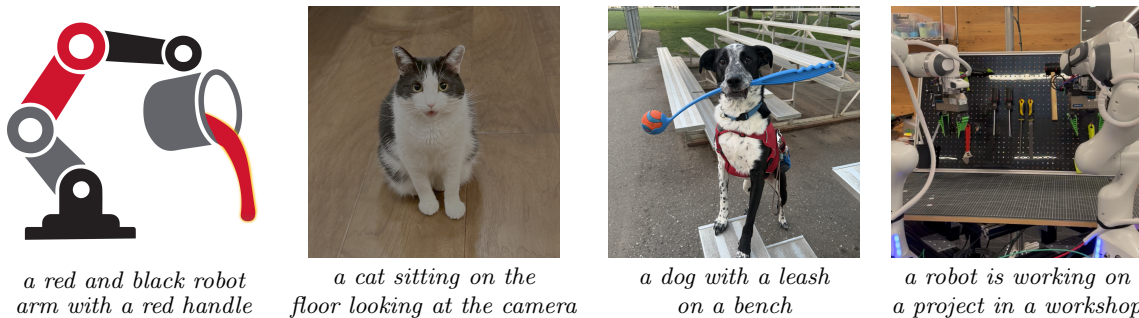 a red and black robot
arm with a red handle
a cat sitting on the
floor looking at the camera
a dog with a leash
on a bench
a robot is working on
a project in a workshop